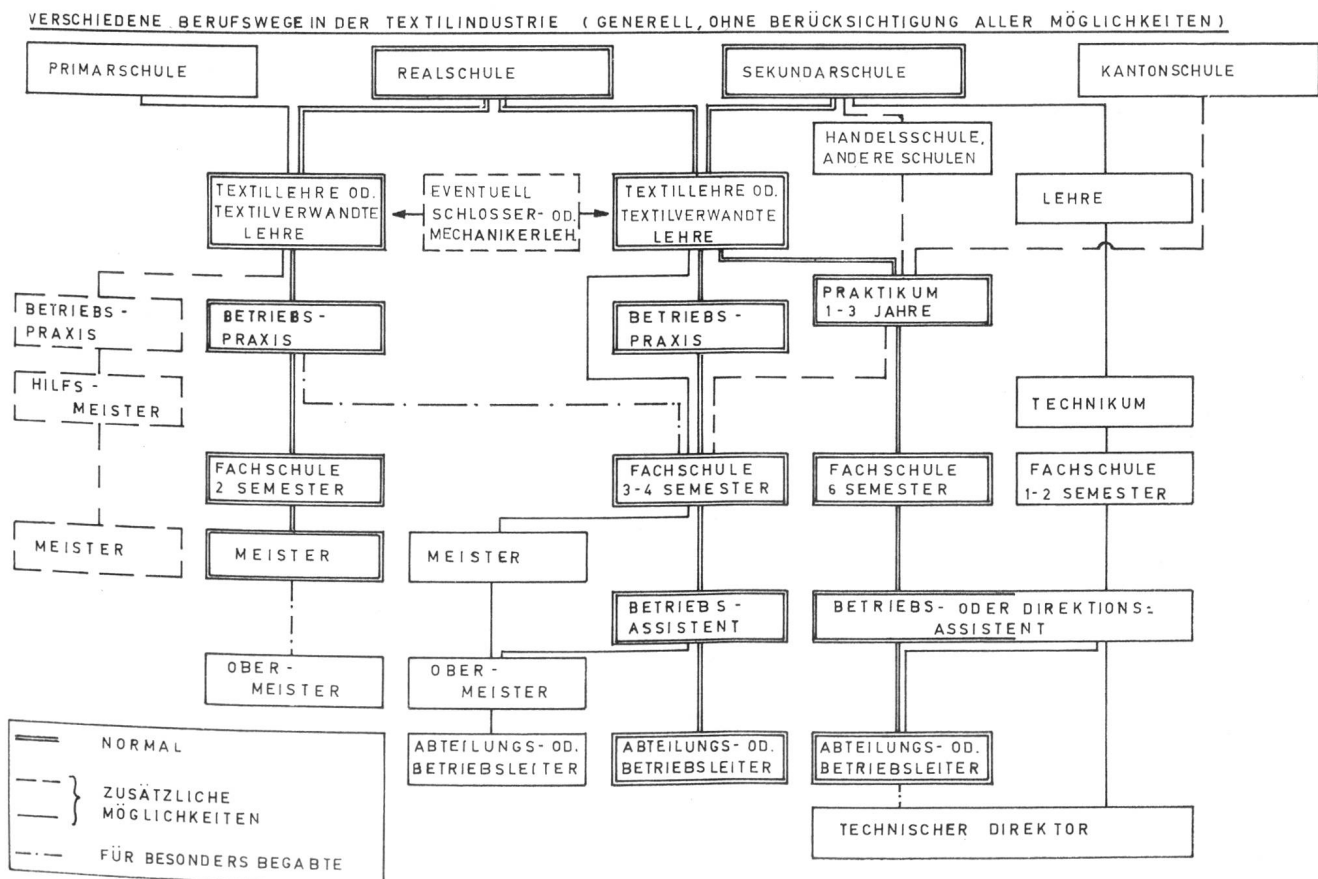 VERSCHIEDENE BERUFSWEGE IN DER TEXTILINDUSTRIE (GENERELL, OHNE BERÜCKSICHTIGUNG ALLER MÖGLICHKEITEN)
PRIMARSCHULE
REALSCHULE
SEKUNDARSCHULE
KANTONSCHULE
HANDELSSCHULE,
ANDERE SCHULEN
TEXTILLEHRE OD.
TEXTILVERWANDTE
LEHRE
EVENTUELL
SCHLOSSER- OD.
MECHANIKERLEH.
TEXTILLEHRE OD.
TEXTILVERWANDTE
LEHRE
LEHRE
BETRIEBS-
PRAXIS
BETRIEBS-
PRAXIS
BETRIEBS-
PRAXIS
PRAKTIKUM
1-3 JAHRE
HILFS-
MEISTER
TECHNIKUM
FACHSCHULE
2 SEMESTER
FACHSCHULE
3-4 SEMESTER
FACHSCHULE
6 SEMESTER
FACHSCHULE
1-2 SEMESTER
MEISTER
MEISTER
MEISTER
BETRIEBS-
ASSISTENT
BETRIEBS- ODER DIREKTIONS-
ASSISTENT
OBER-
MEISTER
OBER-
MEISTER
ABTEILUNGS- OD.
BETRIEBSLEITER
ABTEILUNGS- OD.
BETRIEBSLEITER
ABTEILUNGS- OD.
BETRIEBSLEITER
TECHNISCHER DIREKTOR
NORMAL
ZUSÄTZLICHE
MÖGLICHKEITEN
FÜR BESONDERS BEGABTE